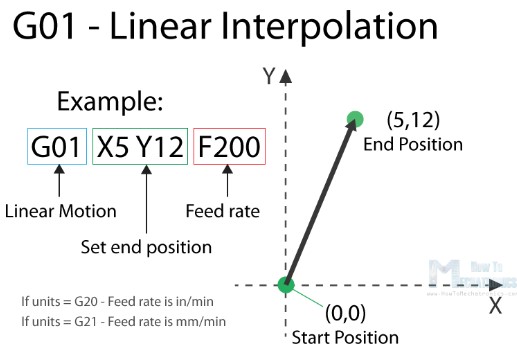 G01 - Linear Interpolation
Example:
G01 X5 Y12 F200
Linear Motion
Feed rate
Set end position
If units = G20 - Feed rate is in/min
If units = G21 - Feed rate is mm/min
Y
(5,12)
End Position
X
(0,0)
Start Position
How To
Mechatronics
www.HowToMechatronics.com